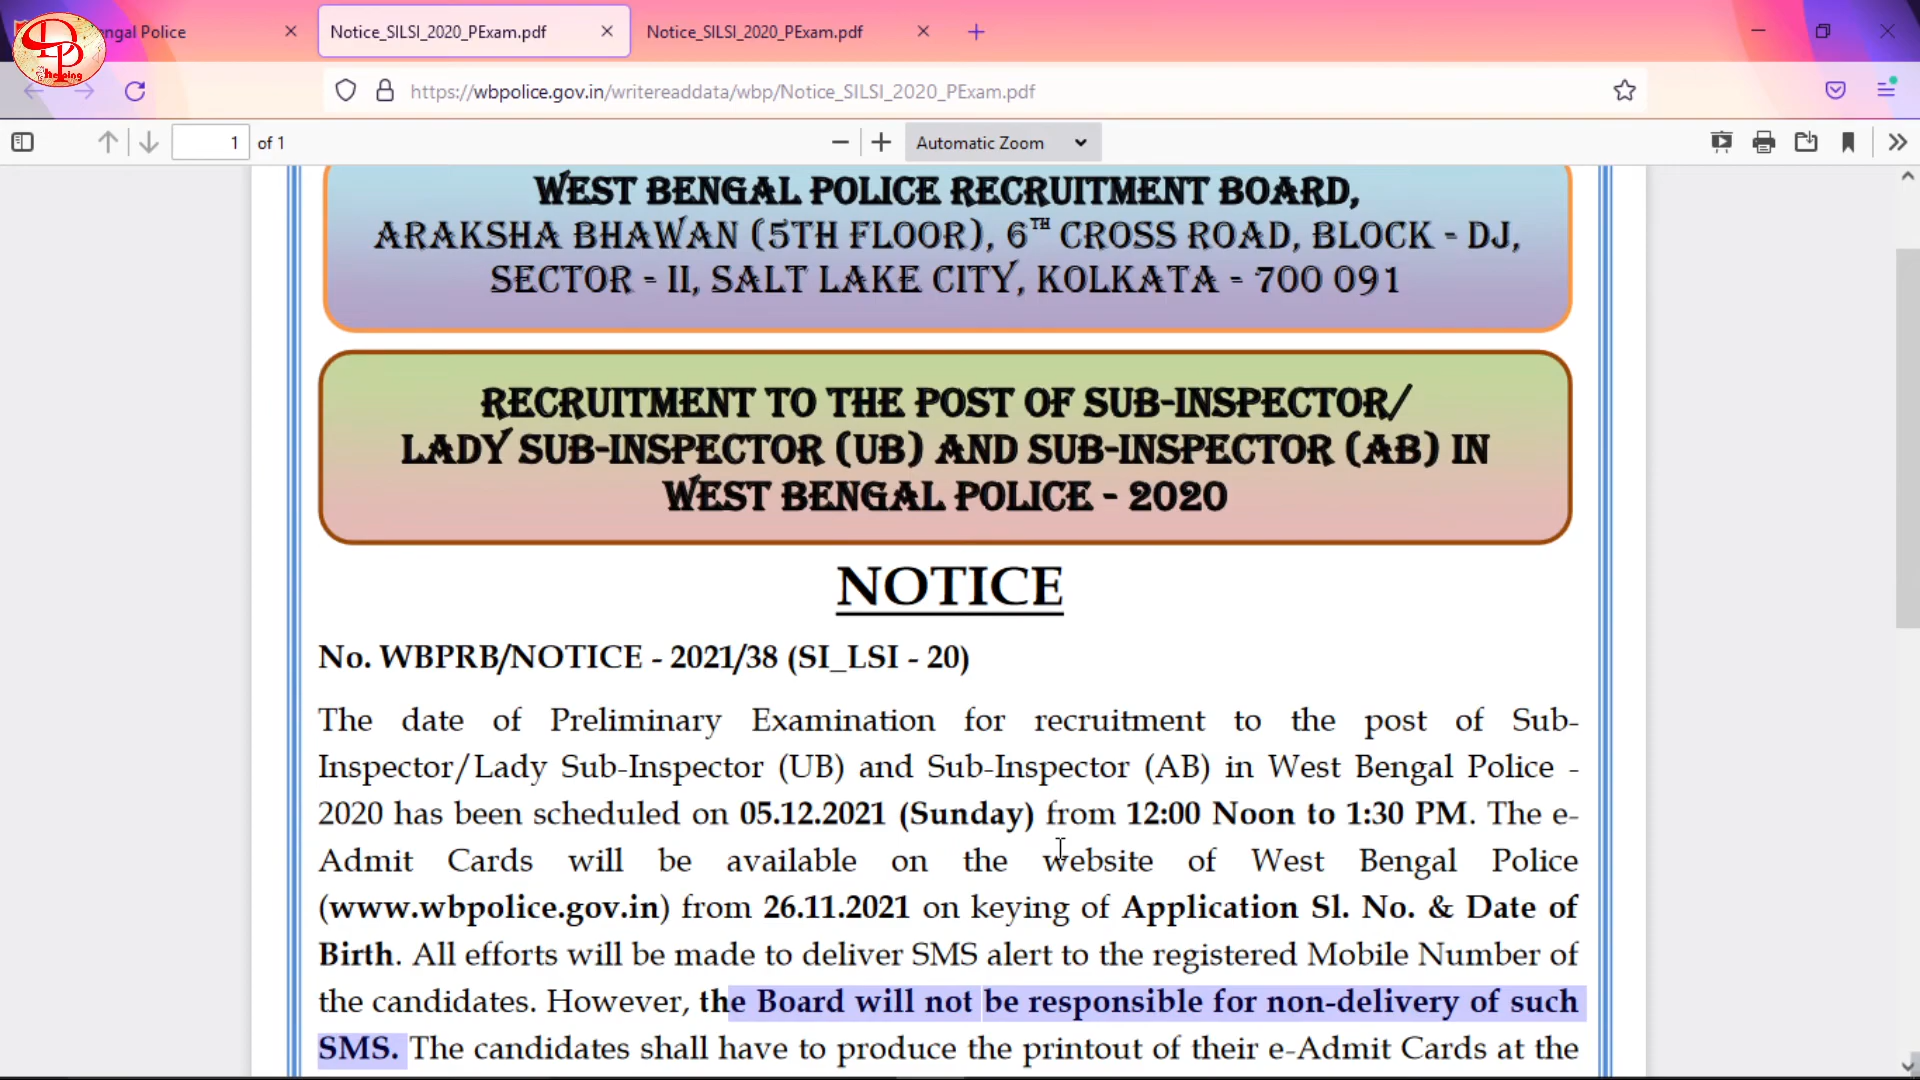 engal Police
Notice_SILSI_2020_PExam.pdf
Notice_SILSI_2020_PExam.pdf
DP
helping
https://wbpolice.gov.in/writereaddata/wbp/Notice_SILSI_2020_PExam.pdf
1 of 1
Automatic Zoom
WEST BENGAL POLICE RECRUITMENT BOARD,
ARAKSHA BHAWAN (5TH FLOOR), 6TH CROSS ROAD, BLOCK - DJ,
SECTOR - II, SALT LAKE CITY, KOLKATA - 700 091
RECRUITMENT TO THE POST OF SUB-INSPECTOR/
LADY SUB-INSPECTOR (UB) AND SUB-INSPECTOR (AB) IN
WEST BENGAL POLICE - 2020
NOTICE
No. WBPRB/NOTICE - 2021/38 (SI_LSI - 20)
The date of Preliminary Examination for recruitment to the post of Sub-
Inspector/Lady Sub-Inspector (UB) and Sub-Inspector (AB) in West Bengal Police -
2020 has been scheduled on 05.12.2021 (Sunday) from 12:00 Noon to 1:30 PM. The e-
Admit Cards will be available on the website of West Bengal Police
(www.wbpolice.gov.in) from 26.11.2021 on keying of Application Sl. No. & Date of
Birth. All efforts will be made to deliver SMS alert to the registered Mobile Number of
the candidates. However, the Board will not be responsible for non-delivery of such
SMS. The candidates shall have to produce the printout of their e-Admit Cards at the